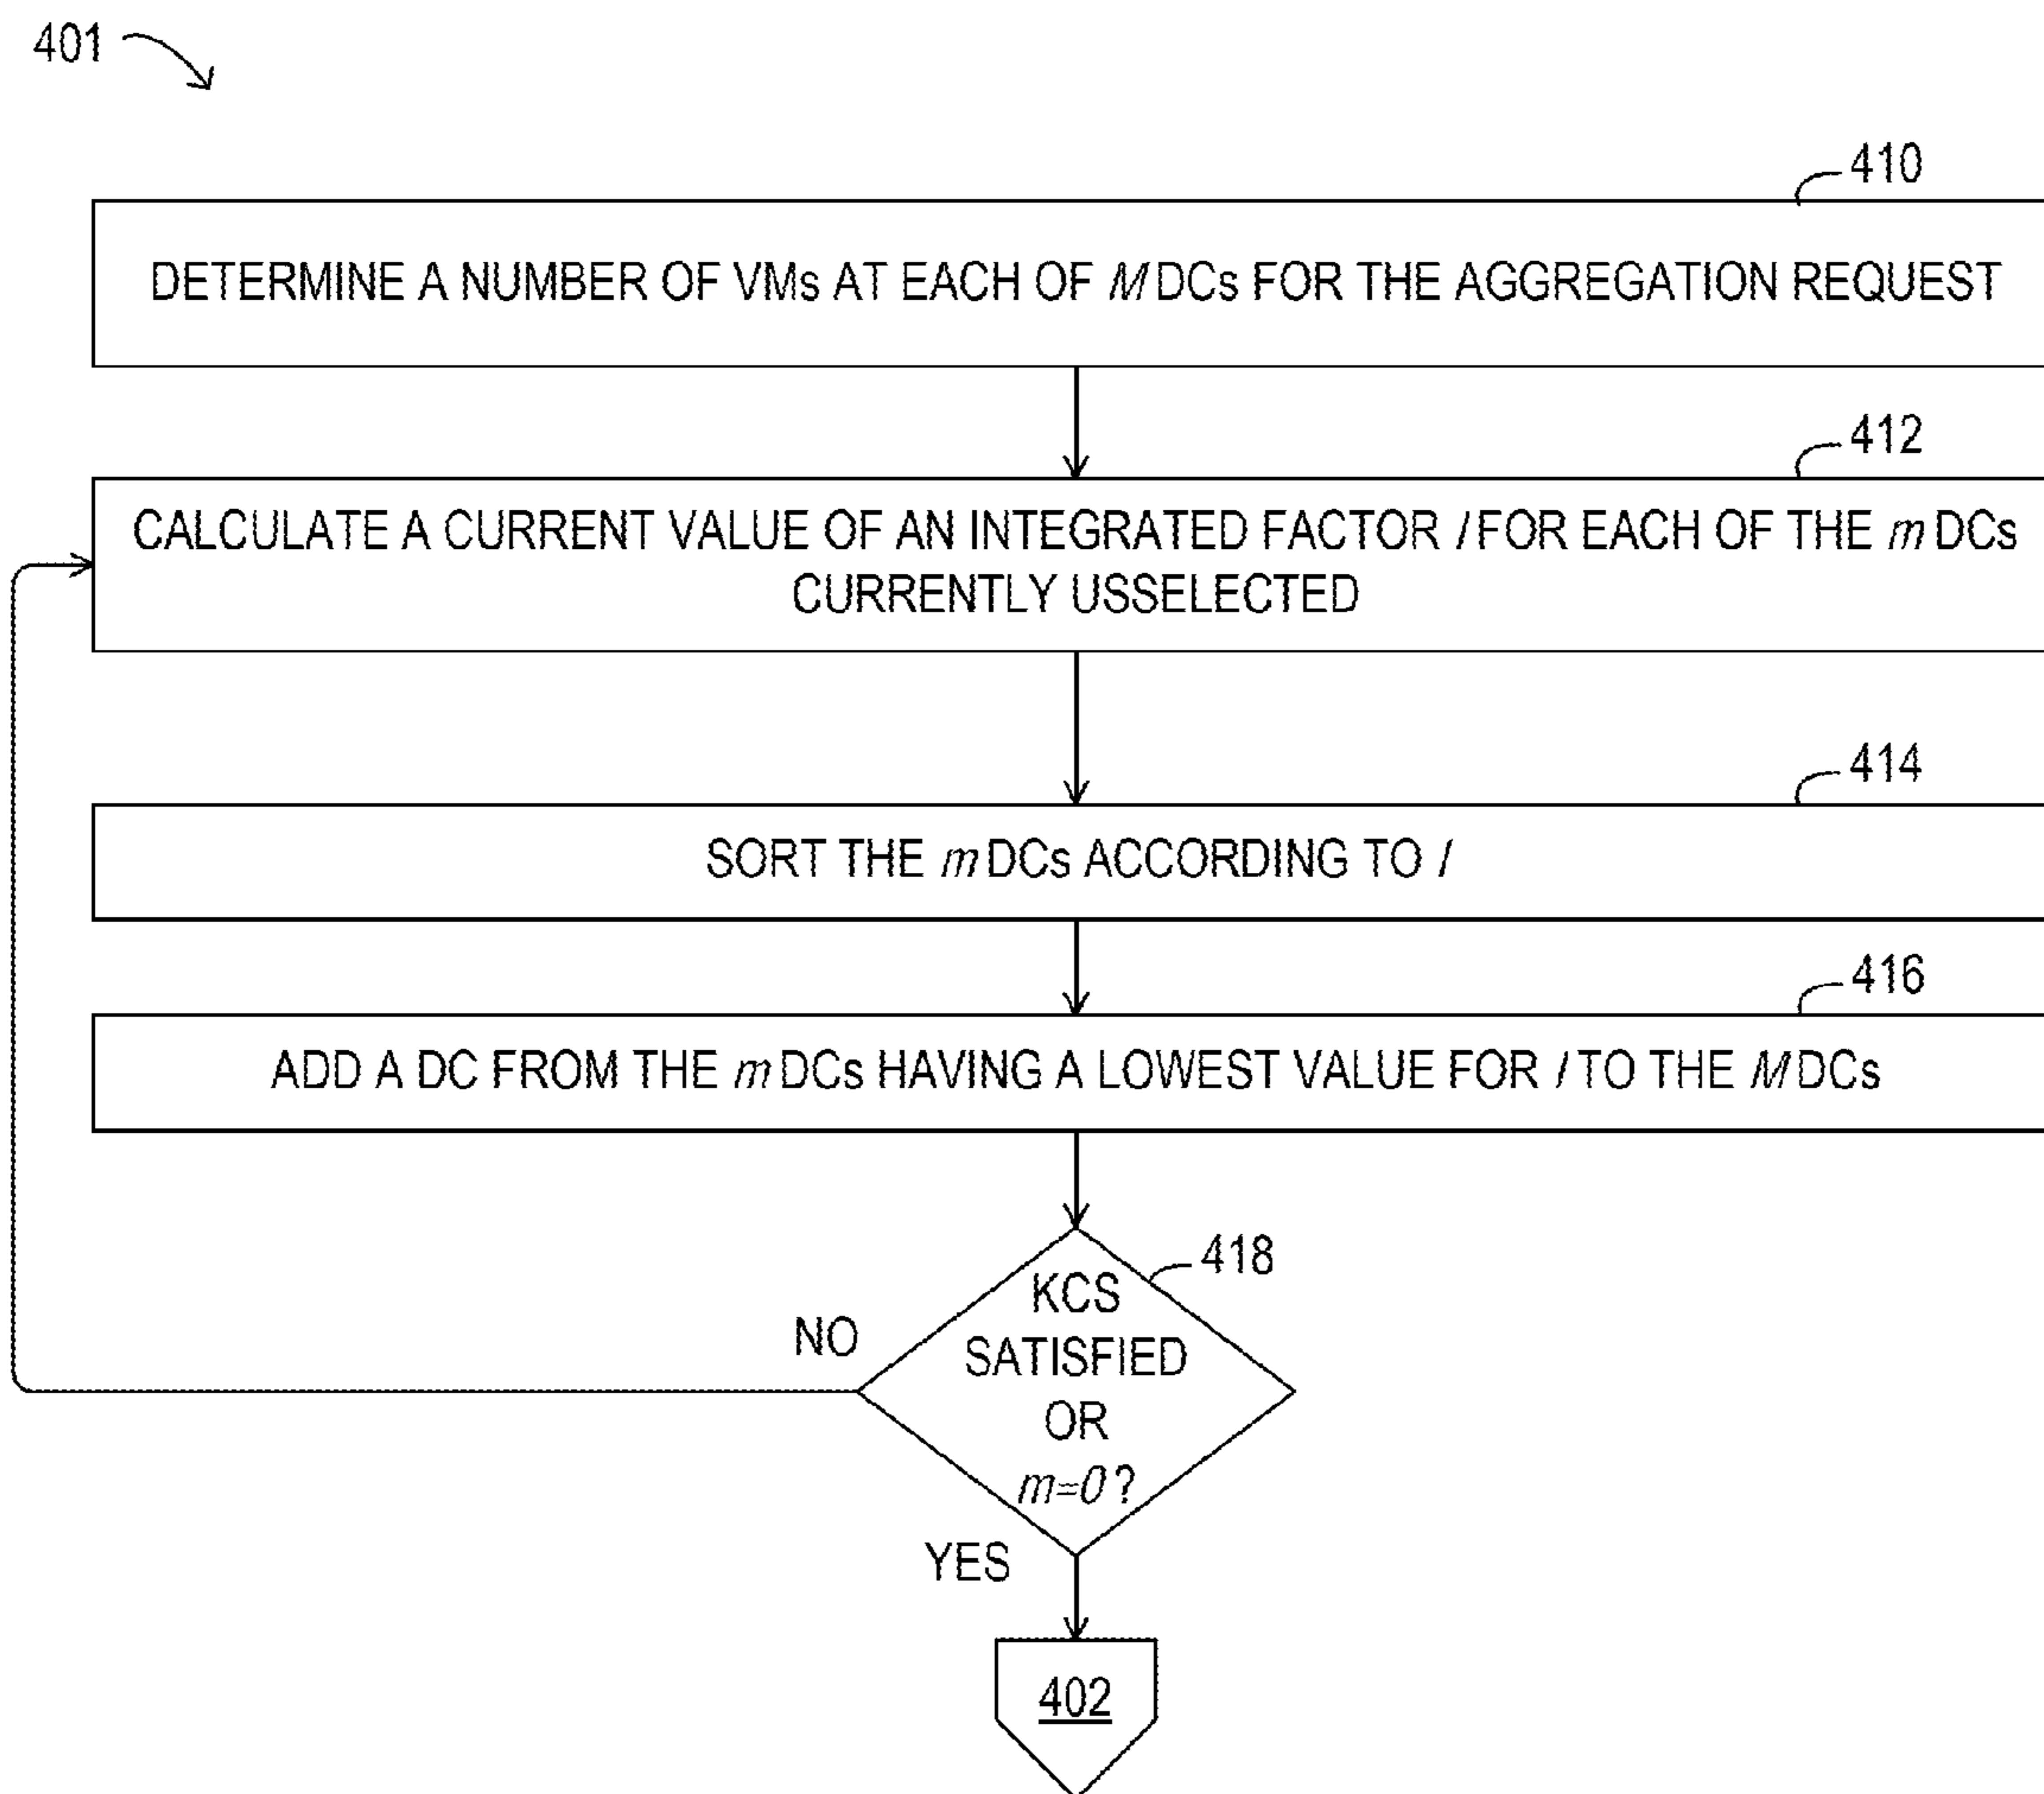 401
410
DETERMINE A NUMBER OF VMs AT EACH OF M DCs FOR THE AGGREGATION REQUEST
412
CALCULATE A CURRENT VALUE OF AN INTEGRATED FACTOR I FOR EACH OF THE m DCs
CURRENTLY USSELECTED
414
SORT THE m DCs ACCORDING TO I
416
ADD A DC FROM THE m DCs HAVING A LOWEST VALUE FOR I TO THE M DCs
418
KCS
SATISFIED
OR
m=0?
NO
YES
402